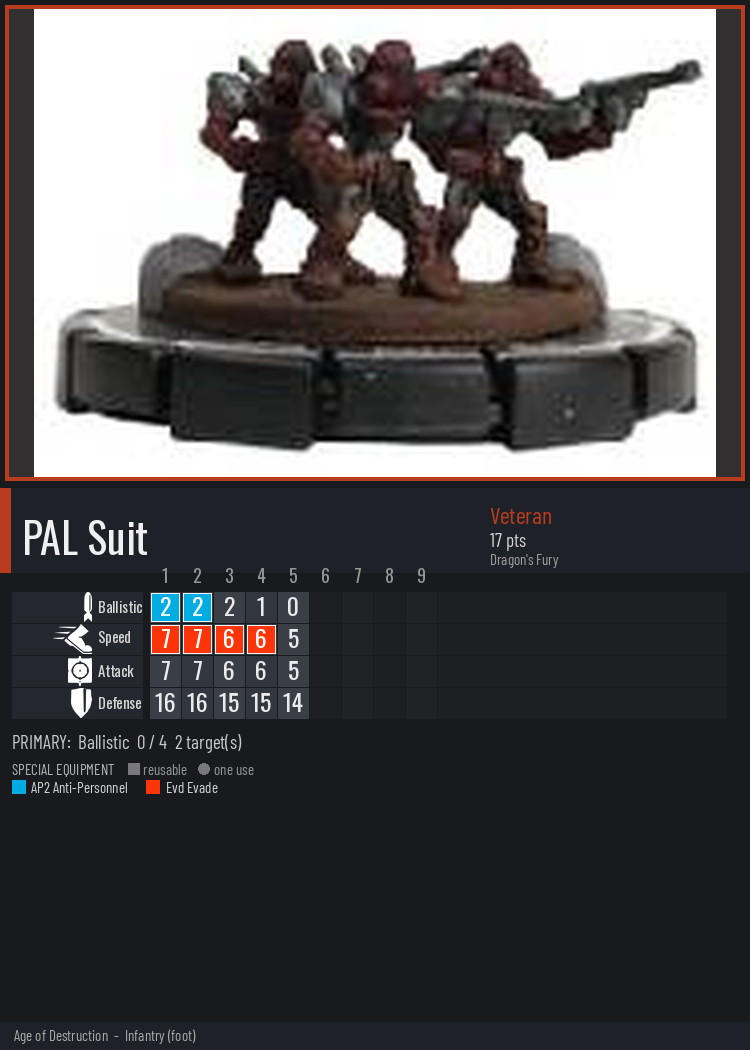 PAL Suit
Veteran
17 pts
Dragon's Fury
1 2 3 4 5 6 7 8 9
Ballistic 2 2 2 1 0
Speed 7 7 6 6 5
Attack 7 7 6 6 5
Defense 16 16 15 15 14
PRIMARY: Ballistic 0 / 4 2 target(s)
SPECIAL EQUIPMENT reusable one use
AP2 Anti-Personnel Evd Evade
Age of Destruction - Infantry (foot)